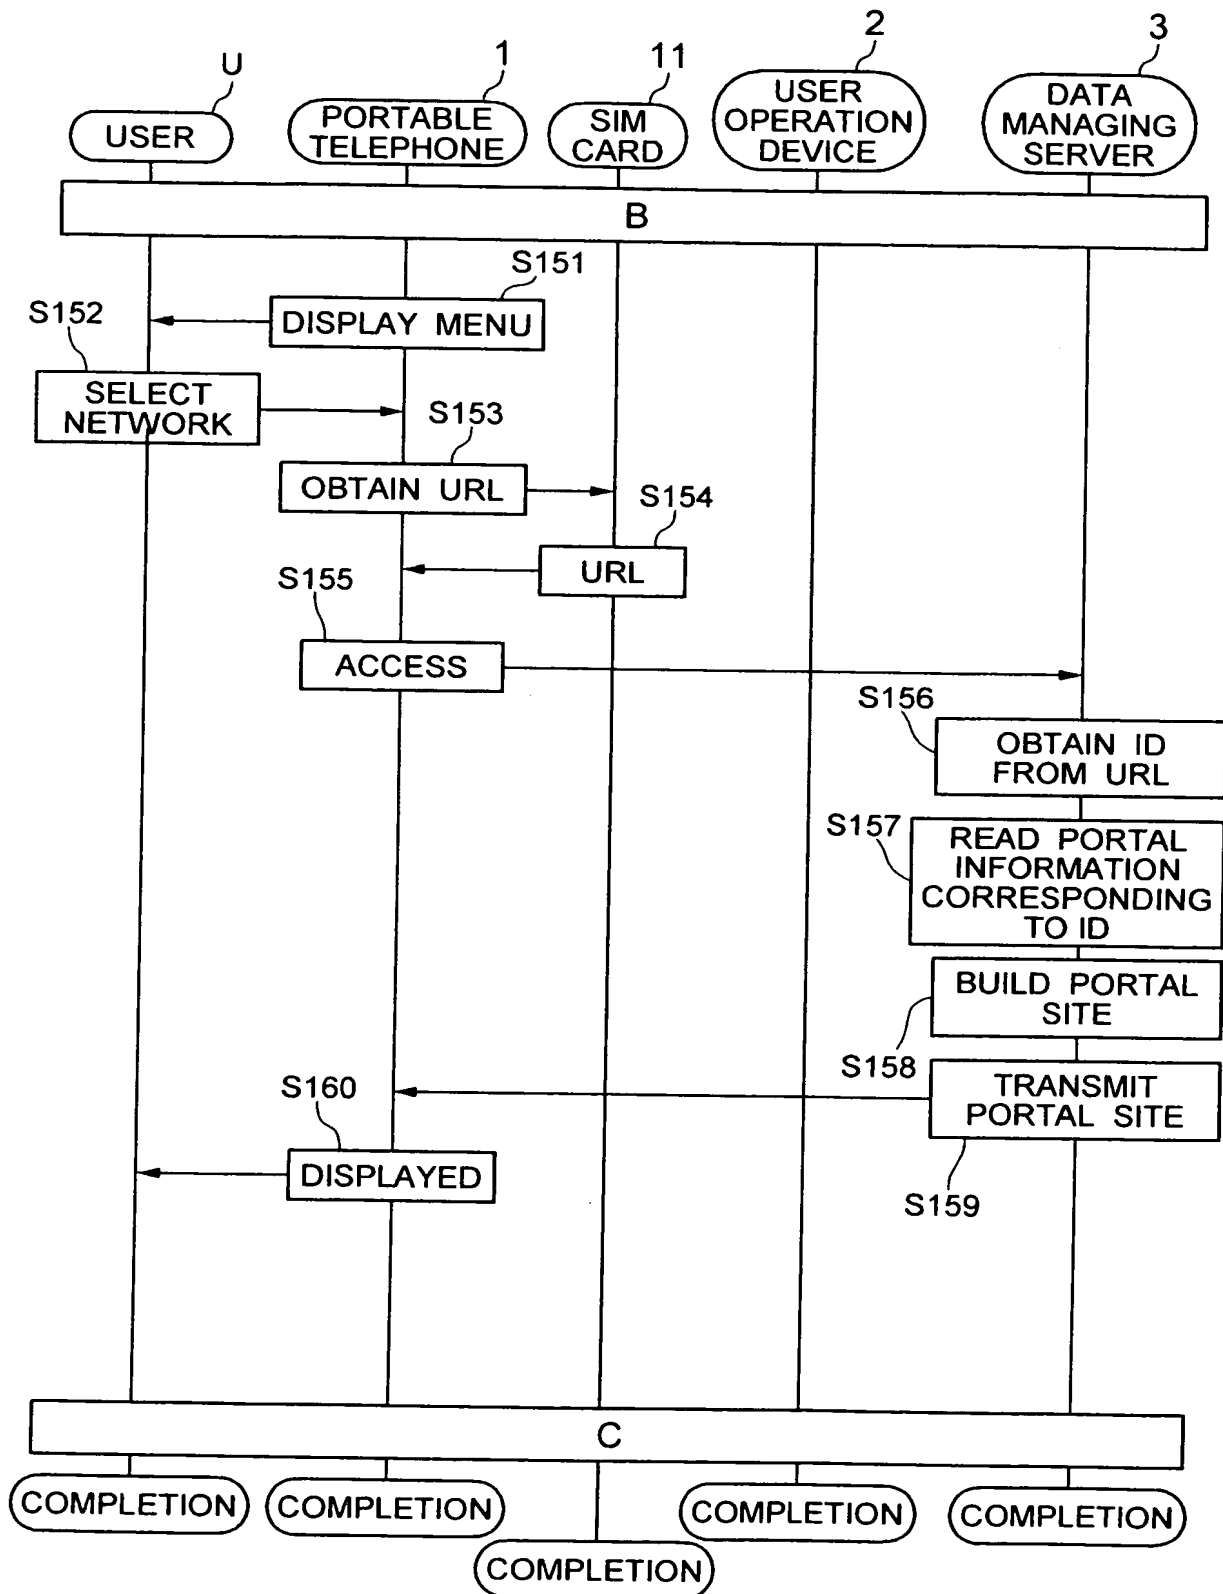 U
1
11
2
3
USER
PORTABLE
TELEPHONE
SIM
CARD
USER
OPERATION
DEVICE
DATA
MANAGING
SERVER
B
S151
DISPLAY MENU
S152
SELECT
NETWORK
S153
OBTAIN URL
S154
URL
S155
ACCESS
S156
OBTAIN ID
FROM URL
S157
READ PORTAL
INFORMATION
CORRESPONDING
TO ID
BUILD PORTAL
SITE
S158
TRANSMIT
PORTAL SITE
S159
S160
DISPLAYED
C
COMPLETION
COMPLETION
COMPLETION
COMPLETION
COMPLETION